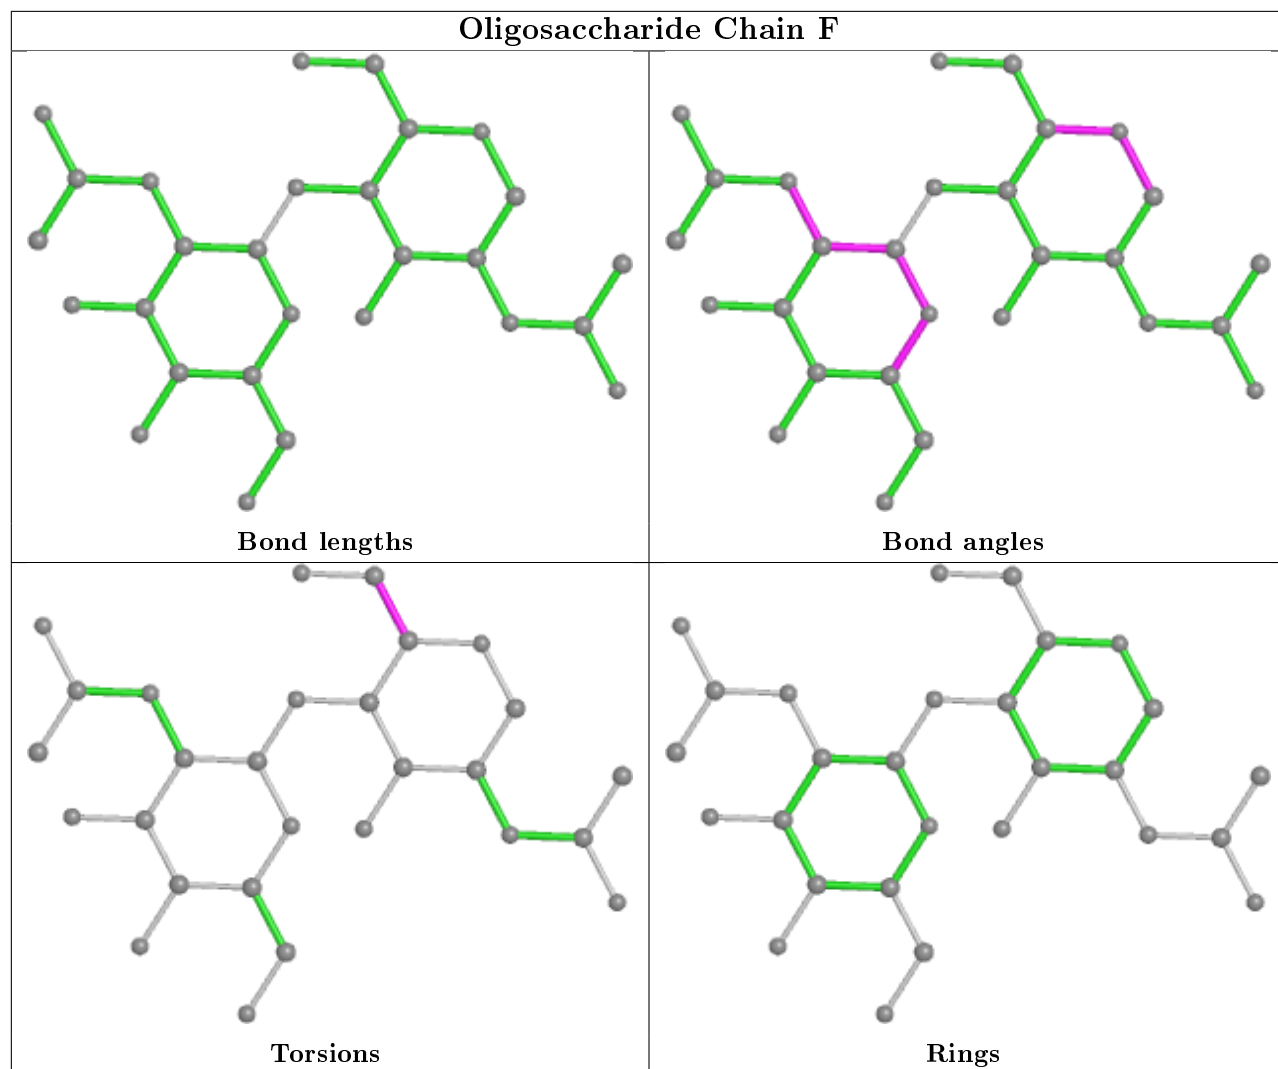 Oligosaccharide Chain F
Bond lengths
Bond angles
Torsions
Rings